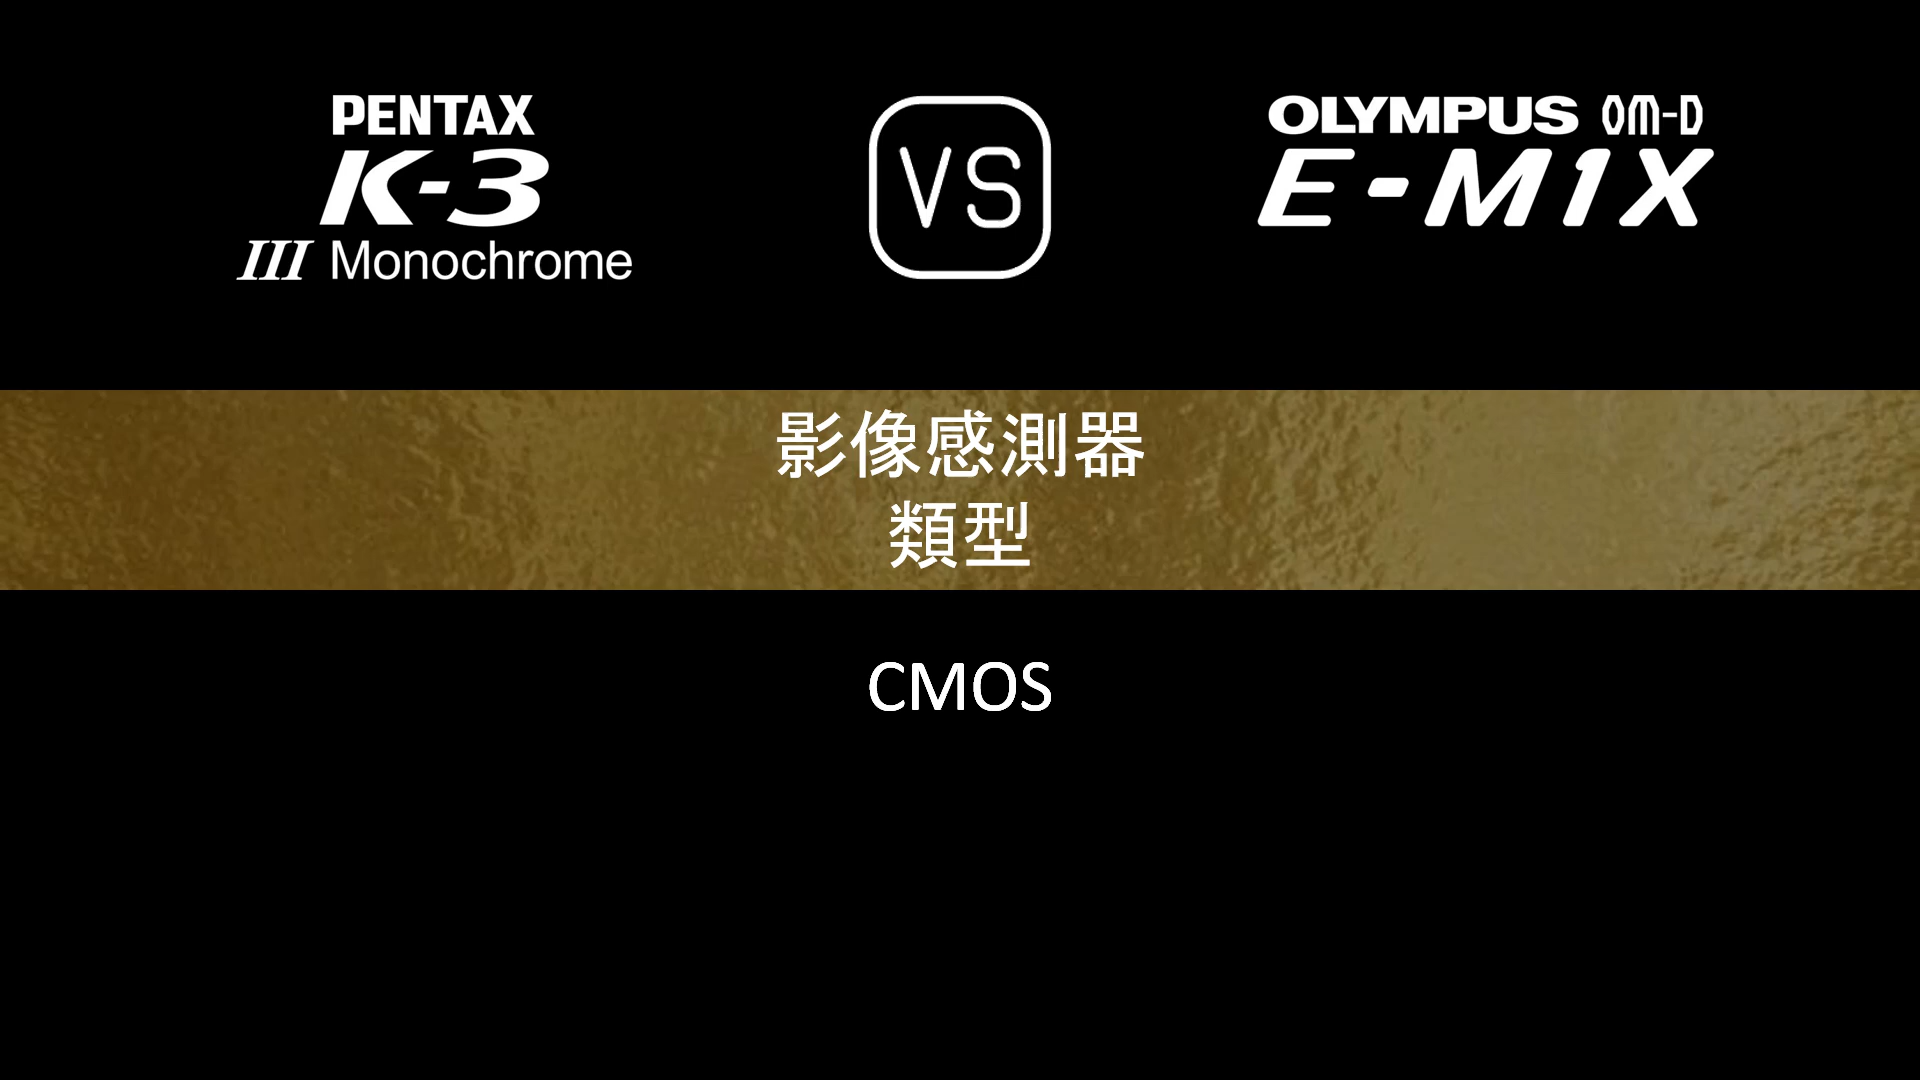 PENTAX
K-3
III Monochrome
VS
OLYMPUS OM-D
E-M1X
影像感測器
類型
CMOS